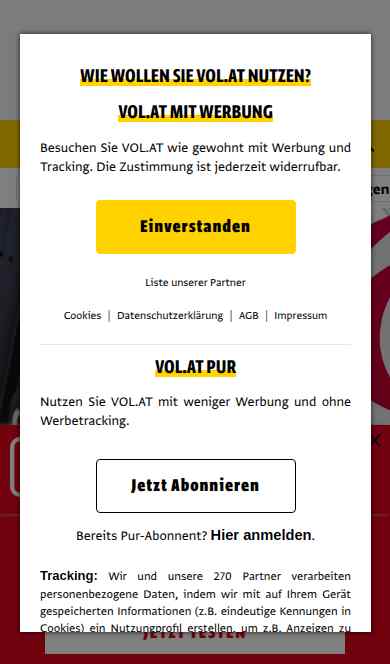 WIE WOLLEN SIE VOL.AT NUTZEN?
VOL.AT MIT WERBUNG
Besuchen Sie VOL.AT wie gewohnt mit Werbung und
Tracking. Die Zustimmung ist jederzeit widerrufbar.
Einverstanden
Liste unserer Partner
Cookies | Datenschutzerklärung | AGB | Impressum
VOL.AT PUR
Nutzen Sie VOL.AT mit weniger Werbung und ohne
Werbetracking.
Jetzt Abonnieren
Bereits Pur-Abonnent? Hier anmelden.
Tracking: Wir und unsere 270 Partner verarbeiten
personenbezogene Daten, indem wir mit auf Ihrem Gerät
gespeicherten Informationen (z.B. eindeutige Kennungen in
Cookies) ein Nutzungsprofil erstellen, um z.B. Anzeigen zu
JETZT TESTEN